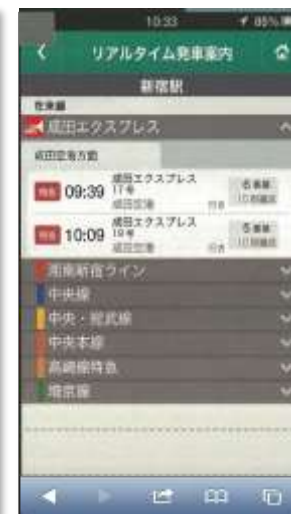 10:33 85%
リアルタイム発車案内
新宿駅
在来線
成田エクスプレス
成田空港方面
特急 09:39 成田エクスプレス 17号 成田空港 6番線
特急 10:09 成田エクスプレス 19号 成田空港 5番線
湘南新宿ライン
中央線
中央・総武線
中央本線
高崎線特急
埼京線